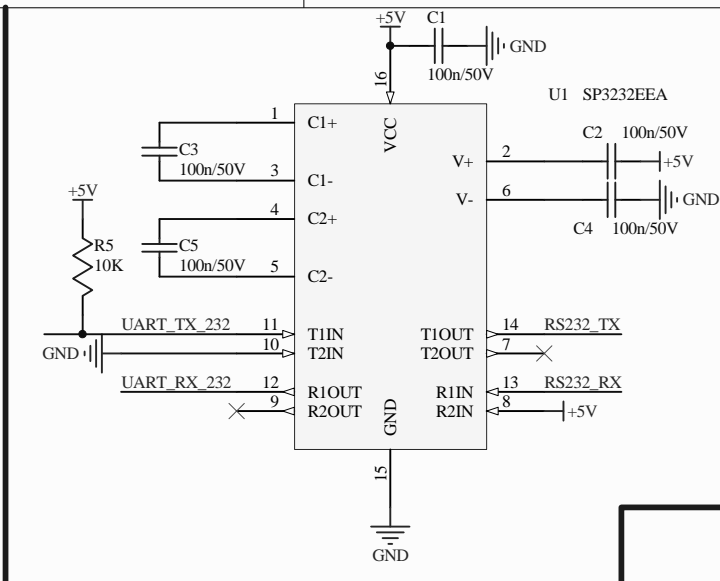 +5V
C1
GND
100n/50V
16
U1 SP3232EEA
1
C1+
VCC
C2
100n/50V
C3
100n/50V
V+
2
+5V
3
C1-
+5V
V-
6
GND
4
C2+
C4
100n/50V
R5
10K
C5
100n/50V
5
C2-
UART_TX_232
11
T1IN
T1OUT
14
RS232_TX
GND
10
T2IN
T2OUT
7
UART_RX_232
12
R1OUT
R1IN
13
RS232_RX
9
R2OUT
R2IN
8
+5V
GND
15
GND